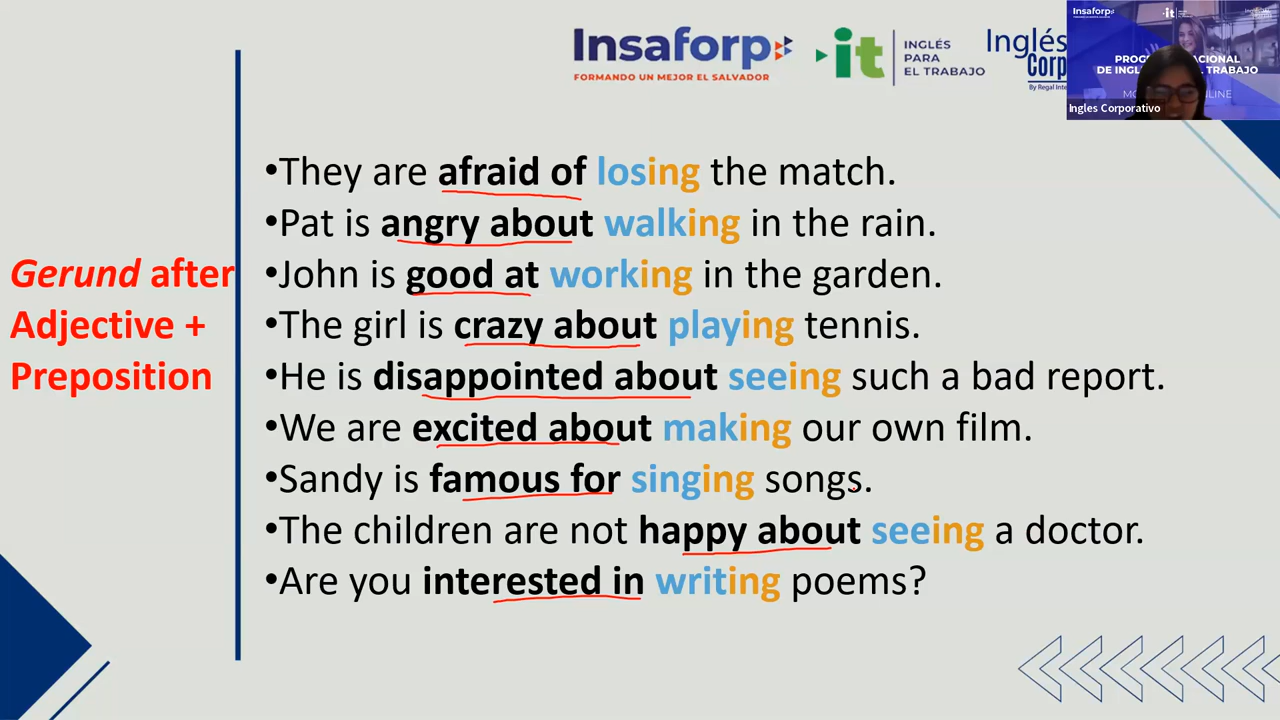 Insaforp
FORMANDO UN MEJOR EL SALVADOR
it
INGLÉS
PARA
EL TRABAJO
Inglés
Corp
By Regal Inte
Insaforp
it
Ingles Corporativo
Gerund after
Adjective +
Preposition
•They are afraid of losing the match.
•Pat is angry about walking in the rain.
•John is good at working in the garden.
•The girl is crazy about playing tennis.
•He is disappointed about seeing such a bad report.
•We are excited about making our own film.
•Sandy is famous for singing songs.
•The children are not happy about seeing a doctor.
•Are you interested in writing poems?